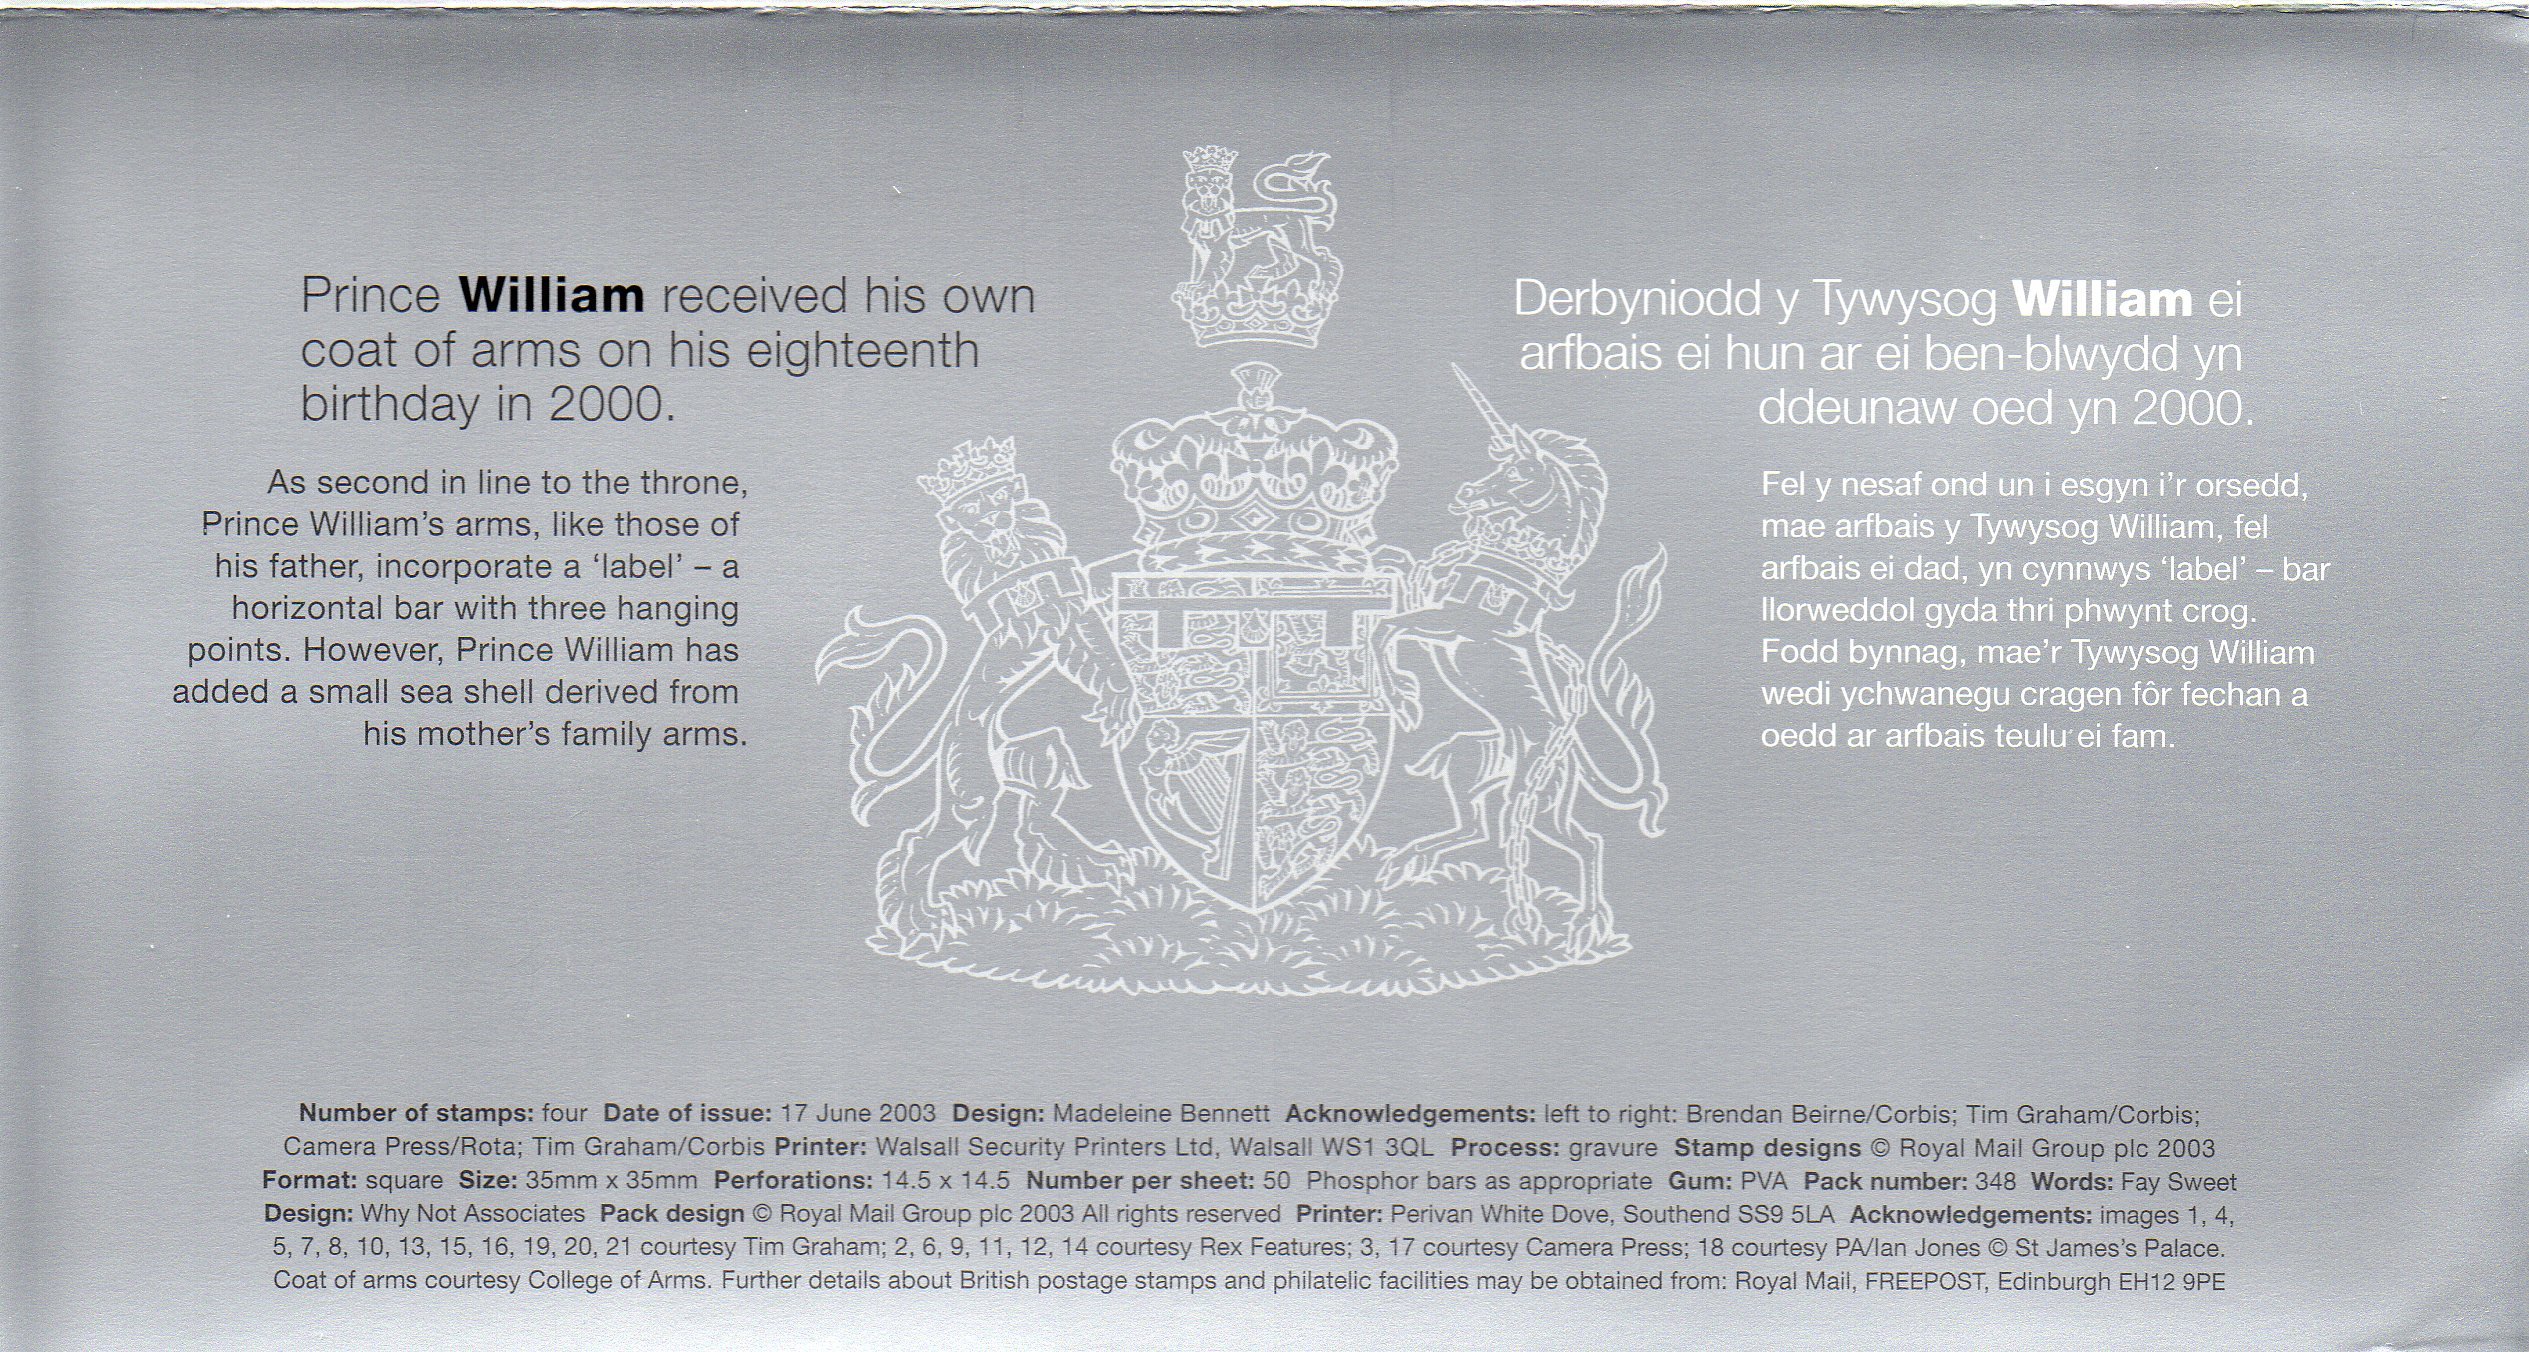 Prince William received his own
coat of arms on his eighteenth
birthday in 2000.
As second in line to the throne,
Prince William's arms, like those of
his father, incorporate a ‘label’ – a
horizontal bar with three hanging
points. However, Prince William has
added a small sea shell derived from
his mother's family arms.
Derbyniodd y Tywysog William ei
arfbais ei hun ar ei ben-blwydd yn
ddeunaw oed yn 2000.
Fel y nesaf ond un i esgyn i'r orsedd,
mae arfbais y Tywysog William, fel
arfbais ei dad, yn cynnwys ‘label’ – bar
llorweddol gyda thri phwynt crog.
Fodd bynnag, mae'r Tywysog William
wedi ychwanegu cragen fôr fechan a
oedd ar arfbais teulu ei fam.
Number of stamps: four Date of issue: 17 June 2003 Design: Madeleine Bennett Acknowledgements: left to right: Brendan Beirne/Corbis; Tim Graham/Corbis;
Camera Press/Rota; Tim Graham/Corbis Printer: Walsall Security Printers Ltd, Walsall WS1 3QL Process: gravure Stamp designs © Royal Mail Group plc 2003
Format: square Size: 35mm x 35mm Perforations: 14.5 x 14.5 Number per sheet: 50 Phosphor bars as appropriate Gum: PVA Pack number: 348 Words: Fay Sweet
Design: Why Not Associates Pack design © Royal Mail Group plc 2003 All rights reserved Printer: Perivan White Dove, Southend SS9 5LA Acknowledgements: images 1, 4,
5, 7, 8, 10, 13, 15, 16, 19, 20, 21 courtesy Tim Graham; 2, 6, 9, 11, 12, 14 courtesy Rex Features; 3, 17 courtesy Camera Press; 18 courtesy PA/Ian Jones © St James's Palace.
Coat of arms courtesy College of Arms. Further details about British postage stamps and philatelic facilities may be obtained from: Royal Mail, FREEPOST, Edinburgh EH12 9PE